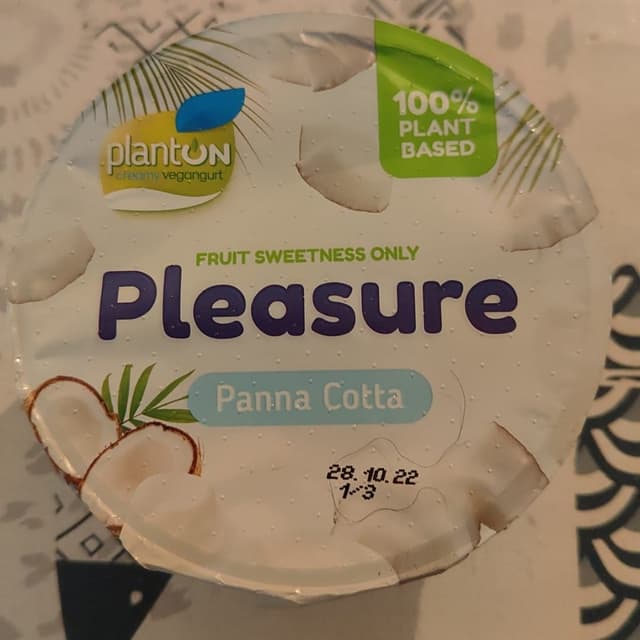 100%
PLANT
BASED
plantON
creamy vegangurt
FRUIT SWEETNESS ONLY
Pleasure
Panna Cotta
28.10.22
1/3